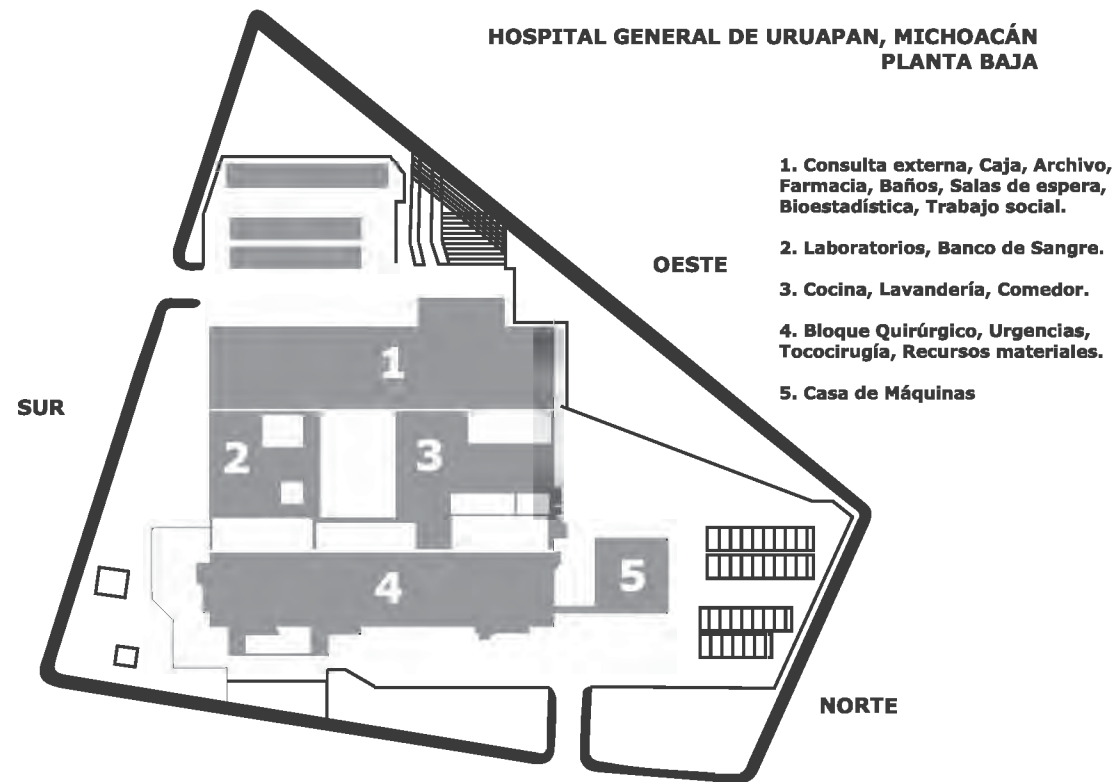 HOSPITAL GENERAL DE URUAPAN, MICHOACÁN
PLANTA BAJA
1. Consulta externa, Caja, Archivo,
Farmacia, Baños, Salas de espera,
Bioestadística, Trabajo social.
2. Laboratorios, Banco de Sangre.
3. Cocina, Lavandería, Comedor.
4. Bloque Quirúrgico, Urgencias,
Tococirugía, Recursos materiales.
5. Casa de Máquinas
OESTE
SUR
1
2
3
4
5
NORTE